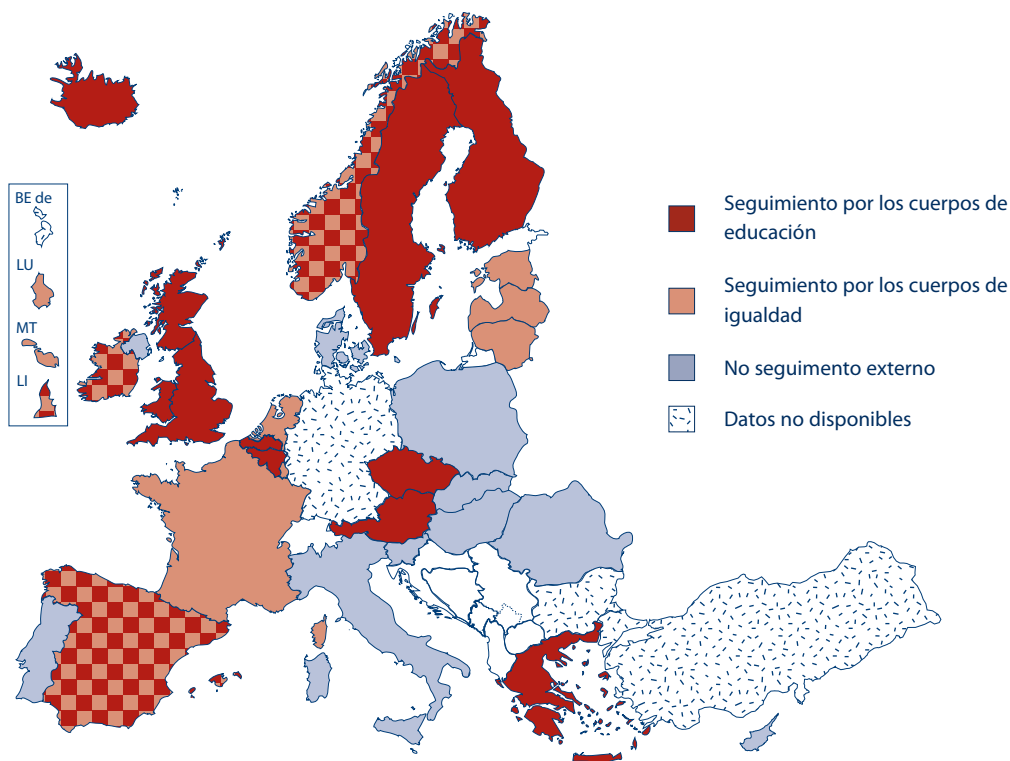 BE de
LU
MT
LI
Seguimiento por los cuerpos de
educación
Seguimiento por los cuerpos de
igualdad
No seguimento externo
Datos no disponibles